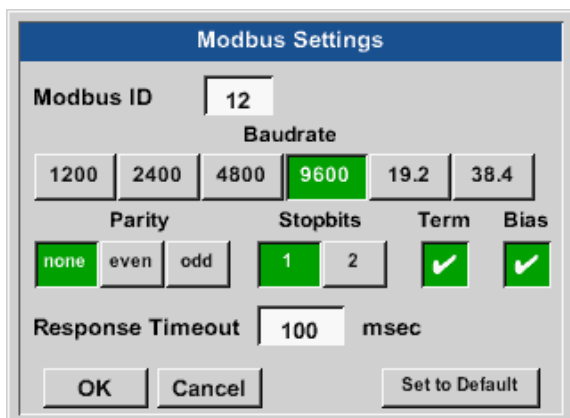 Modbus Settings
Modbus ID 12
Baudrate
1200 2400 4800 9600 19.2 38.4
Parity Stopbits Term Bias
none even odd 1 2
Response Timeout 100 msec
OK Cancel Set to Default